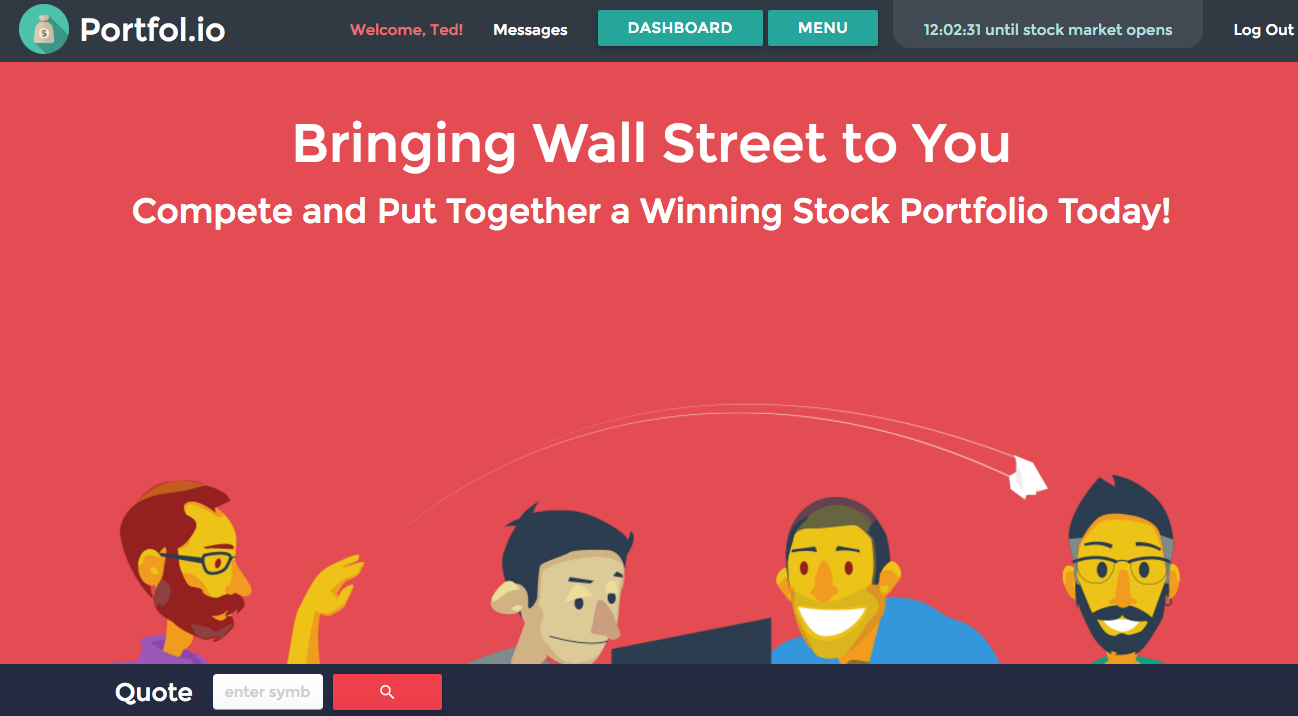 $ Portfol.io Welcome, Ted! Messages DASHBOARD MENU 12:02:31 until stock market opens Log Out
Bringing Wall Street to You
Compete and Put Together a Winning Stock Portfolio Today!
Quote enter symb